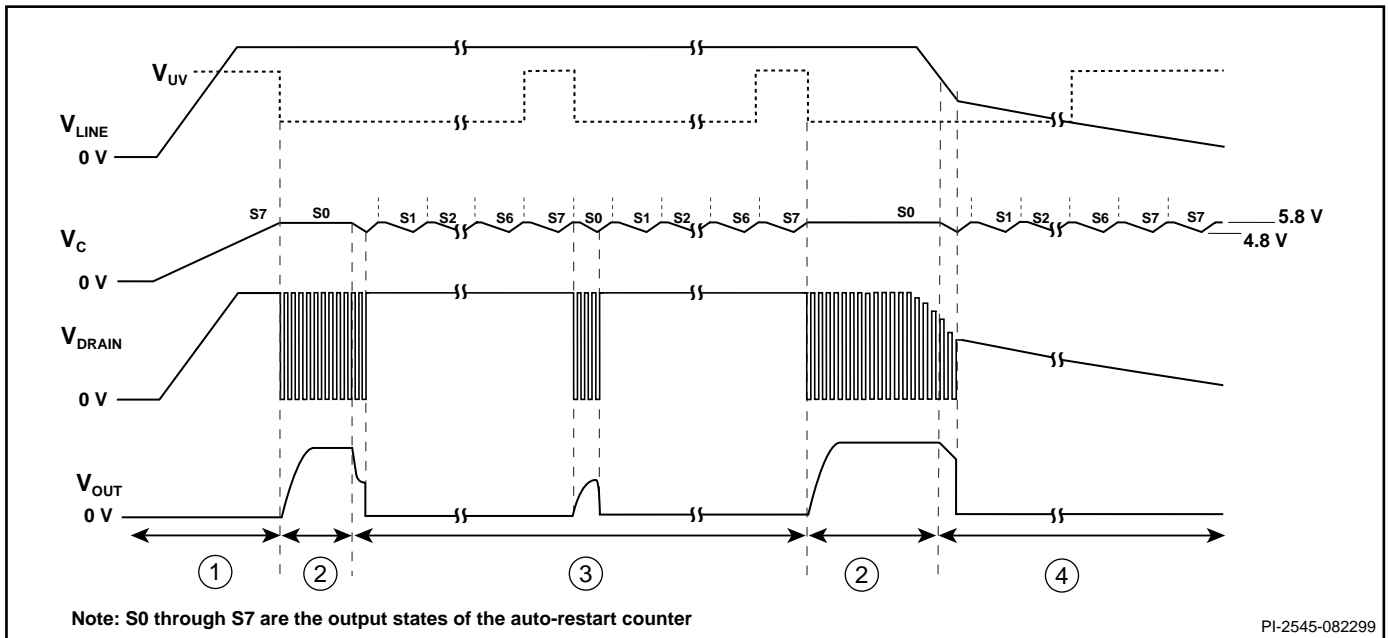 V_UV
V_LINE
0 V
S7 S0 S1 S2 S6 S7 S0 S1 S2 S6 S7 S0 S1 S2 S6 S7 S7 5.8 V
V_C
4.8 V
0 V
V_DRAIN
0 V
V_OUT
0 V
1 2 3 2 4
Note: S0 through S7 are the output states of the auto-restart counter
PI-2545-082299